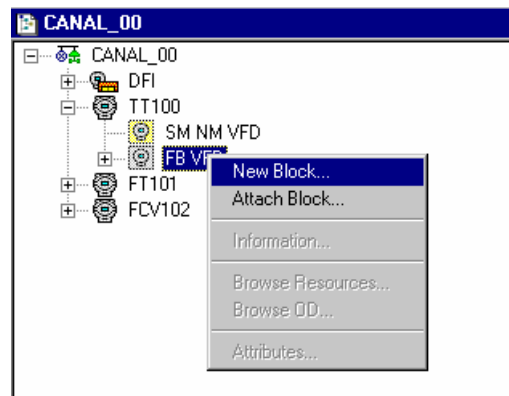 CANAL_00
CANAL_00
DFI
TT100
SM NM VFD
FB VFD
New Block...
Attach Block...
FT101
FCV102
Information...
Browse Resources...
Browse OD...
Attributes...